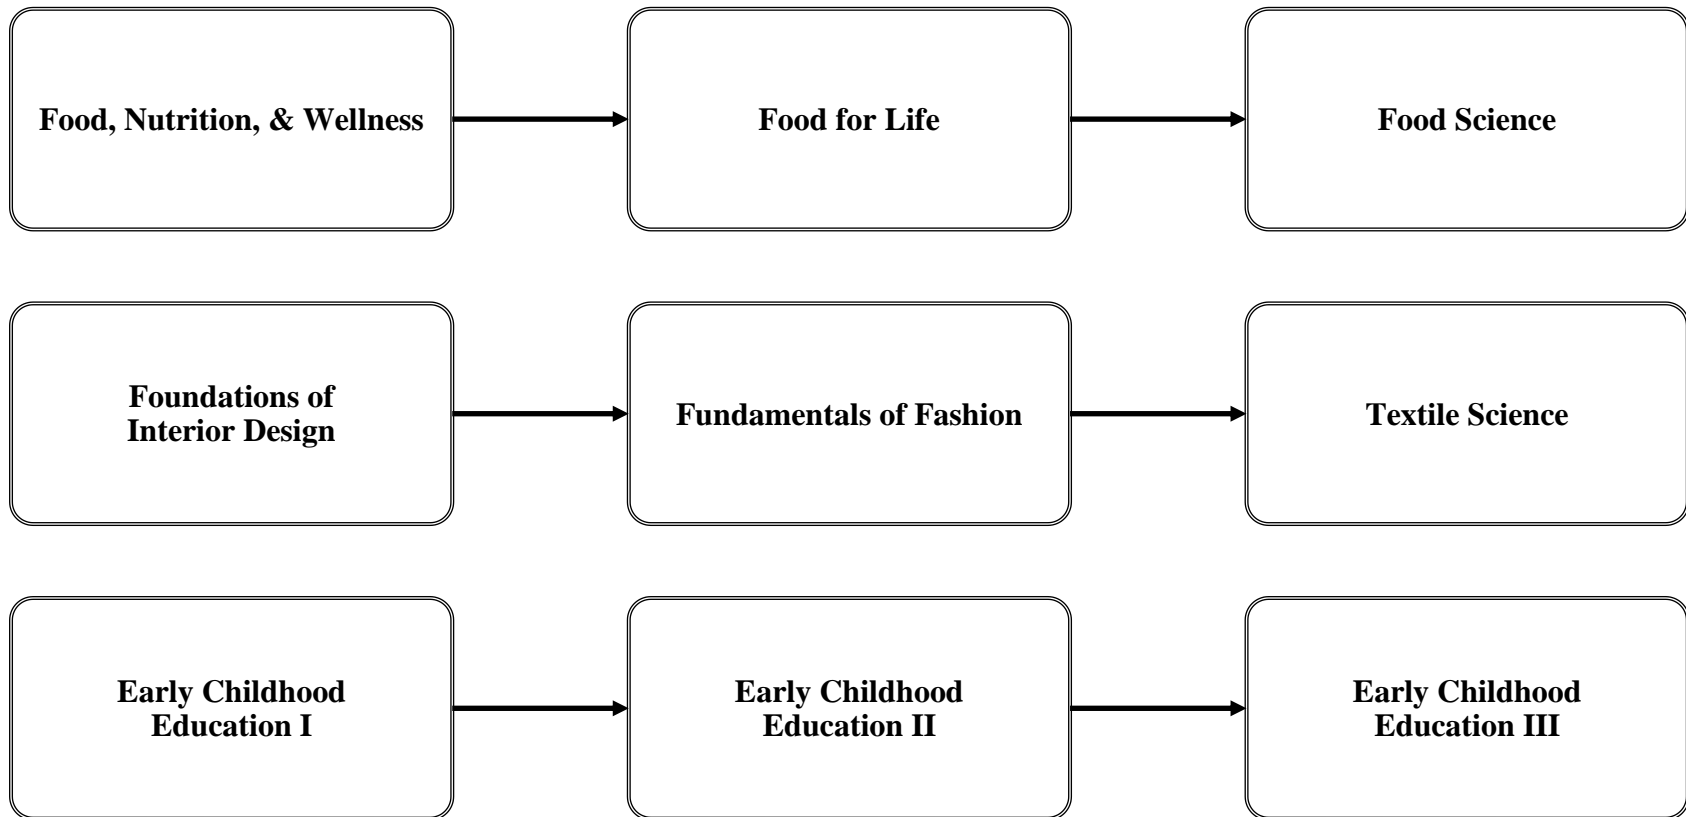 Food, Nutrition, & Wellness
Food for Life
Food Science
Foundations of
Interior Design
Fundamentals of Fashion
Textile Science
Early Childhood
Education I
Early Childhood
Education II
Early Childhood
Education III